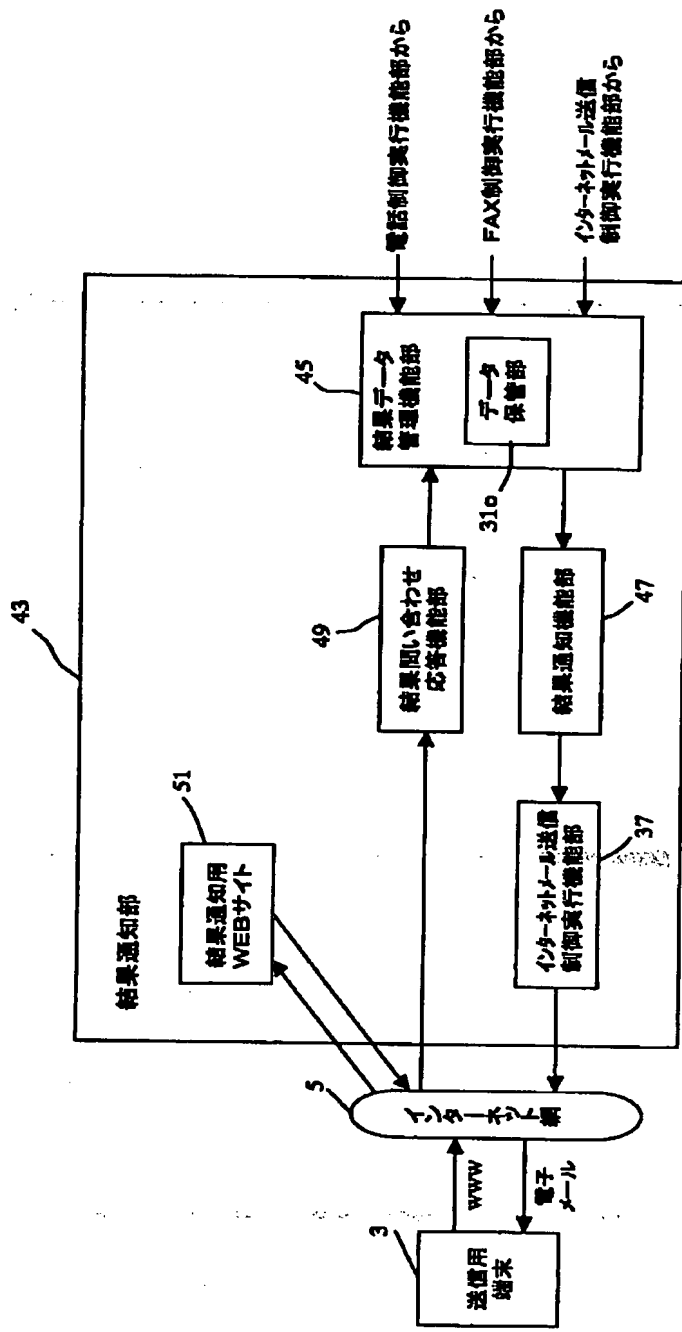 43
結果通知部
51
結果通知用
WEBサイト
45
結果データ
管理機能部
データ
保管部
31o
49
結果問い合わせ
応答機能部
結果通知機能部
47
インターネットメール送信
制御実行機能部
37
5
インターネット網
WWW
電子
メール
3
送信用
端末
電話制御実行機能部から
FAX制御実行機能部から
インターネットメール送信
制御実行機能部から